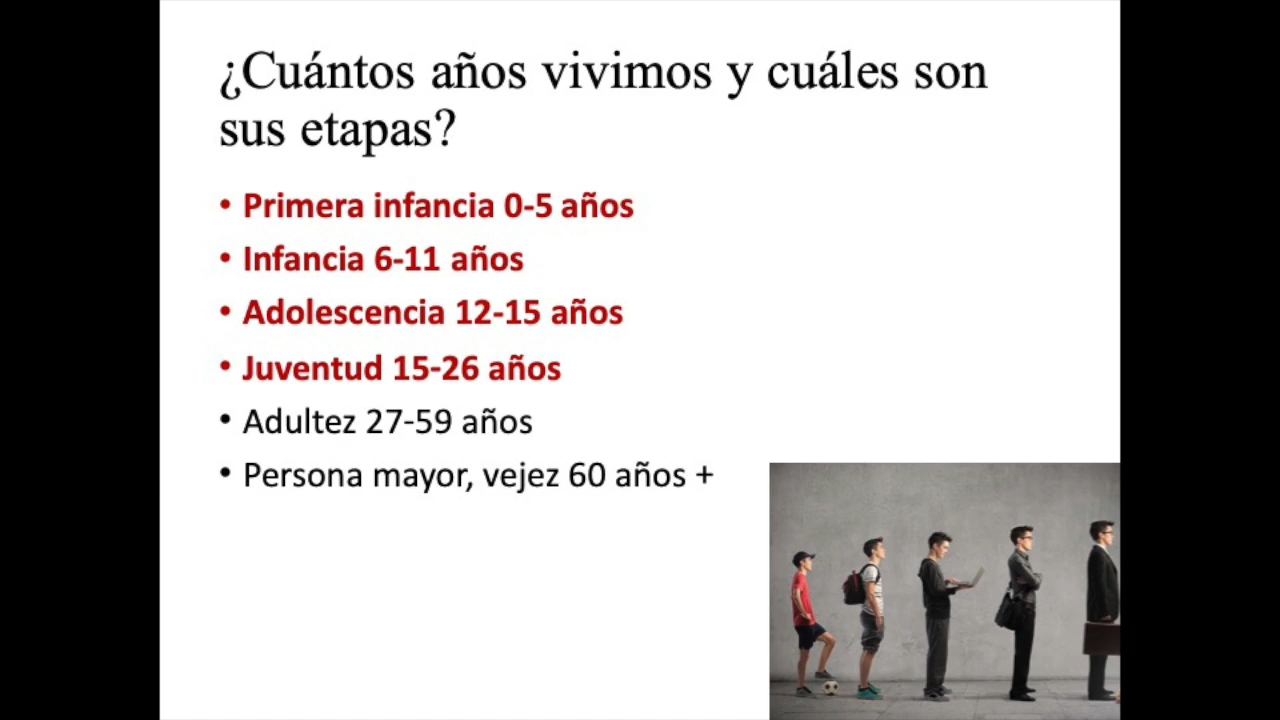 ¿Cuántos años vivimos y cuáles son
sus etapas?
• Primera infancia 0-5 años
• Infancia 6-11 años
• Adolescencia 12-15 años
• Juventud 15-26 años
• Adultez 27-59 años
• Persona mayor, vejez 60 años +